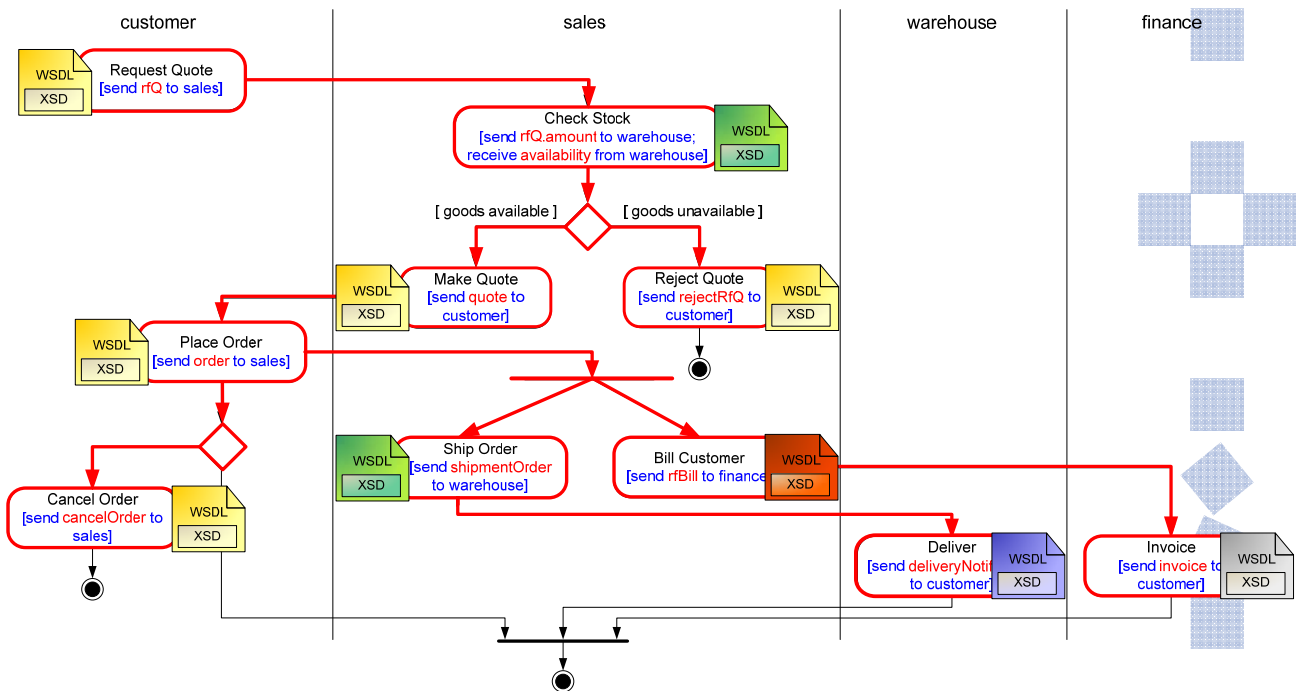 customer
sales
warehouse
finance
WSDL
XSD
Request Quote
[send rfQ to sales]
Check Stock
[send rfQ.amount to warehouse;
receive availability from warehouse]
WSDL
XSD
[ goods available ]
[ goods unavailable ]
WSDL
XSD
Make Quote
[send quote to
customer]
Reject Quote
[send rejectRfQ to
customer]
WSDL
XSD
WSDL
XSD
Place Order
[send order to sales]
WSDL
XSD
Ship Order
[send shipmentOrder
to warehouse]
Bill Customer
[send rfBill to finance
WSDL
XSD
Cancel Order
[send cancelOrder to
sales]
WSDL
XSD
Deliver
[send deliveryNotif
to customer]
WSDL
XSD
Invoice
[send invoice to
customer]
WSDL
XSD